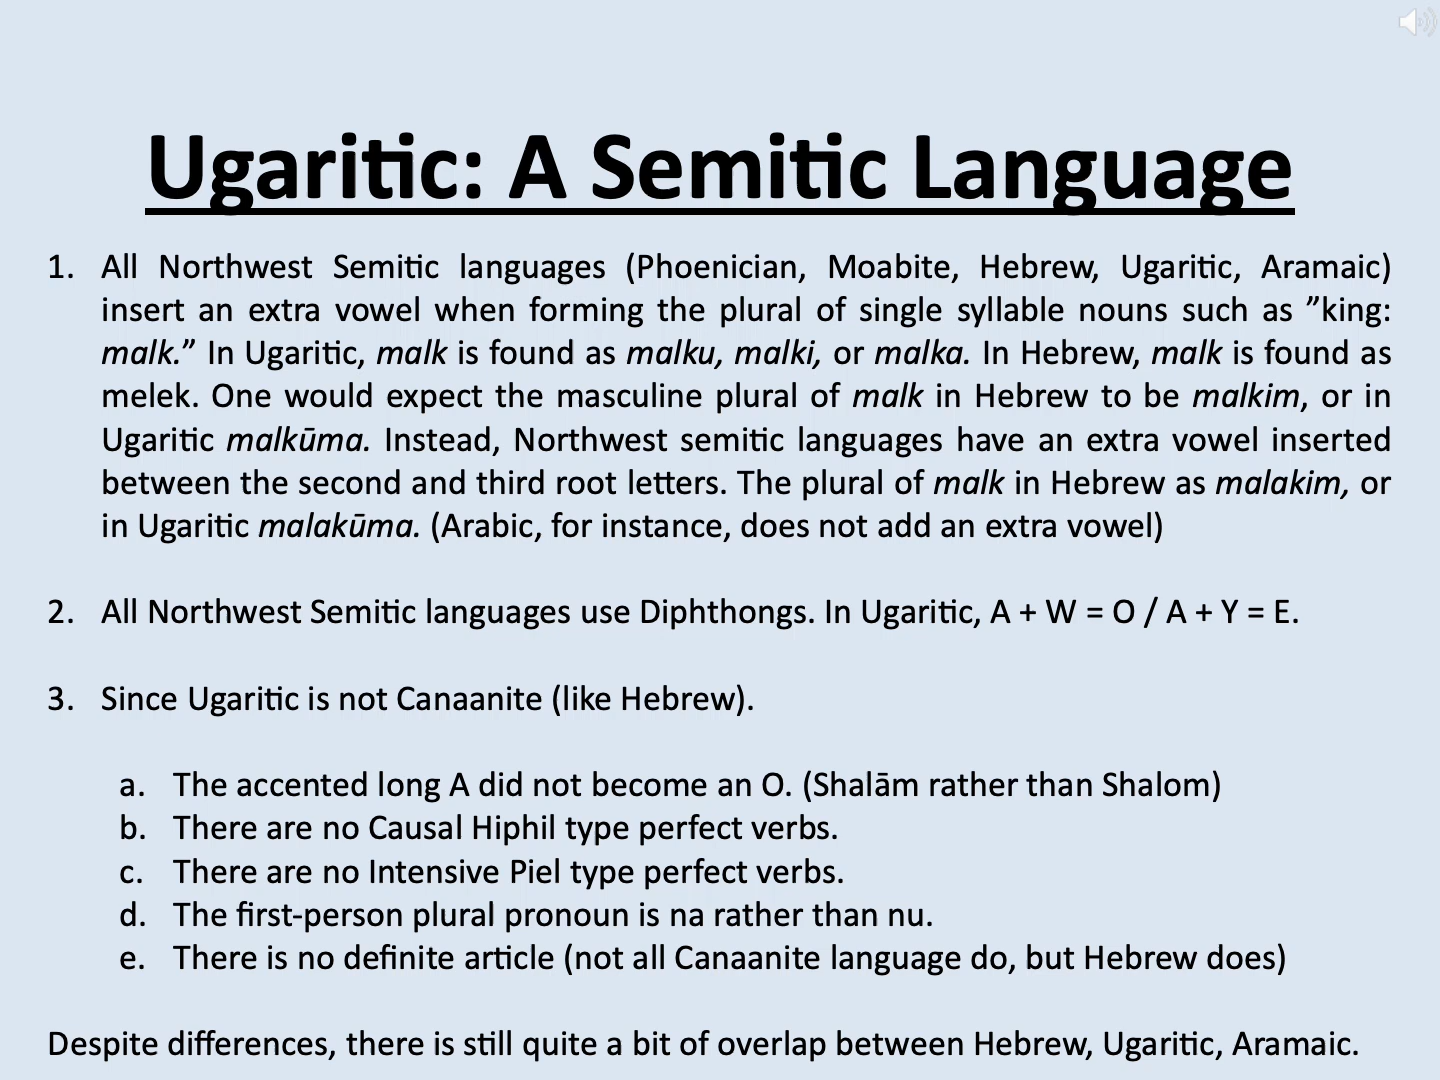 Ugaritic: A Semitic Language
1. All Northwest Semitic languages (Phoenician, Moabite, Hebrew, Ugaritic, Aramaic)
insert an extra vowel when forming the plural of single syllable nouns such as ”king:
malk.” In Ugaritic, malk is found as malku, malki, or malka. In Hebrew, malk is found as
melek. One would expect the masculine plural of malk in Hebrew to be malkim, or in
Ugaritic malkūma. Instead, Northwest semitic languages have an extra vowel inserted
between the second and third root letters. The plural of malk in Hebrew as malakim, or
in Ugaritic malakūma. (Arabic, for instance, does not add an extra vowel)
2. All Northwest Semitic languages use Diphthongs. In Ugaritic, A + W = O / A + Y = E.
3. Since Ugaritic is not Canaanite (like Hebrew).
a. The accented long A did not become an O. (Shalām rather than Shalom)
b. There are no Causal Hiphil type perfect verbs.
c. There are no Intensive Piel type perfect verbs.
d. The first-person plural pronoun is na rather than nu.
e. There is no definite article (not all Canaanite language do, but Hebrew does)
Despite differences, there is still quite a bit of overlap between Hebrew, Ugaritic, Aramaic.